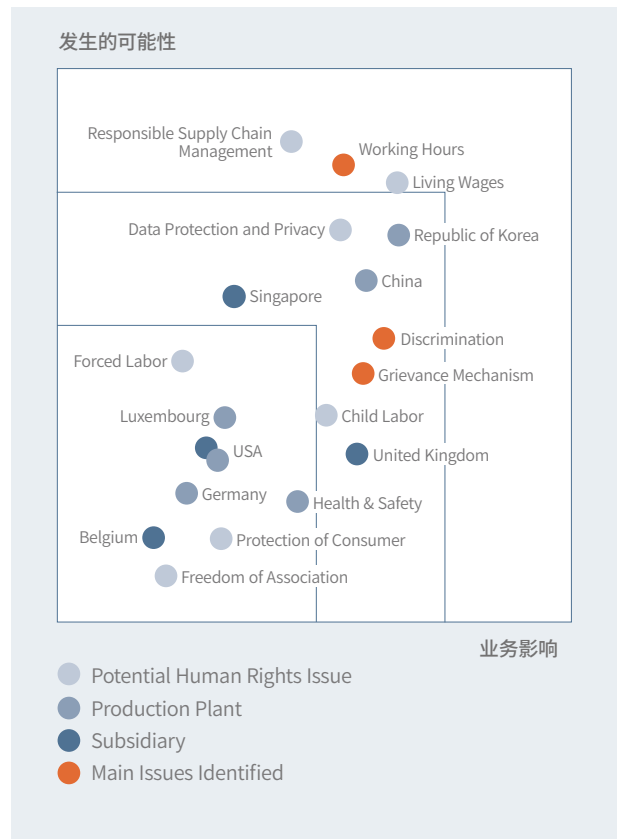 发生的可能性
Responsible Supply Chain
Management
Working Hours
Living Wages
Data Protection and Privacy
Republic of Korea
China
Singapore
Discrimination
Forced Labor
Grievance Mechanism
Luxembourg
Child Labor
USA
United Kingdom
Germany
Health & Safety
Belgium
Protection of Consumer
Freedom of Association
业务影响
Potential Human Rights Issue
Production Plant
Subsidiary
Main Issues Identified